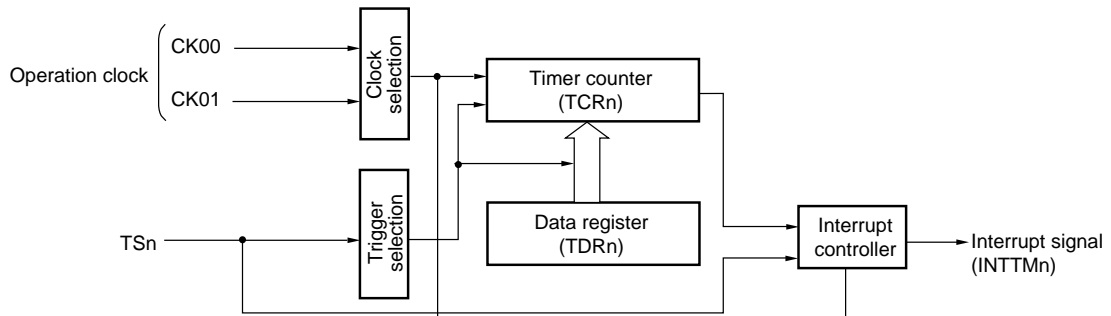 Operation clock
CK00
CK01
Clock
selection
Timer counter
(TCRn)
Trigger
selection
Data register
(TDRn)
TSn
Interrupt
controller
Interrupt signal
(INTTMn)